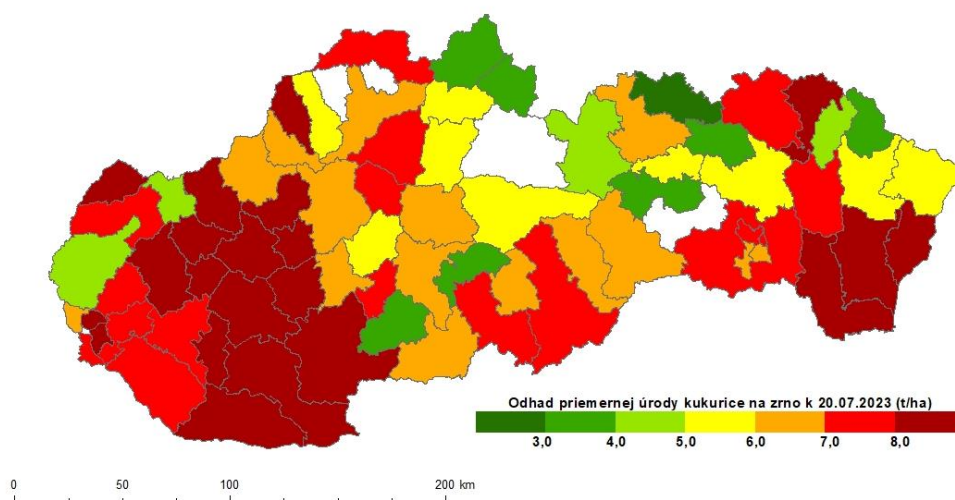 Odhad priemernej úrody kukurice na zrno k 20.07.2023 (t/ha)
3,0 4,0 5,0 6,0 7,0 8,0
0 50 100 200 km